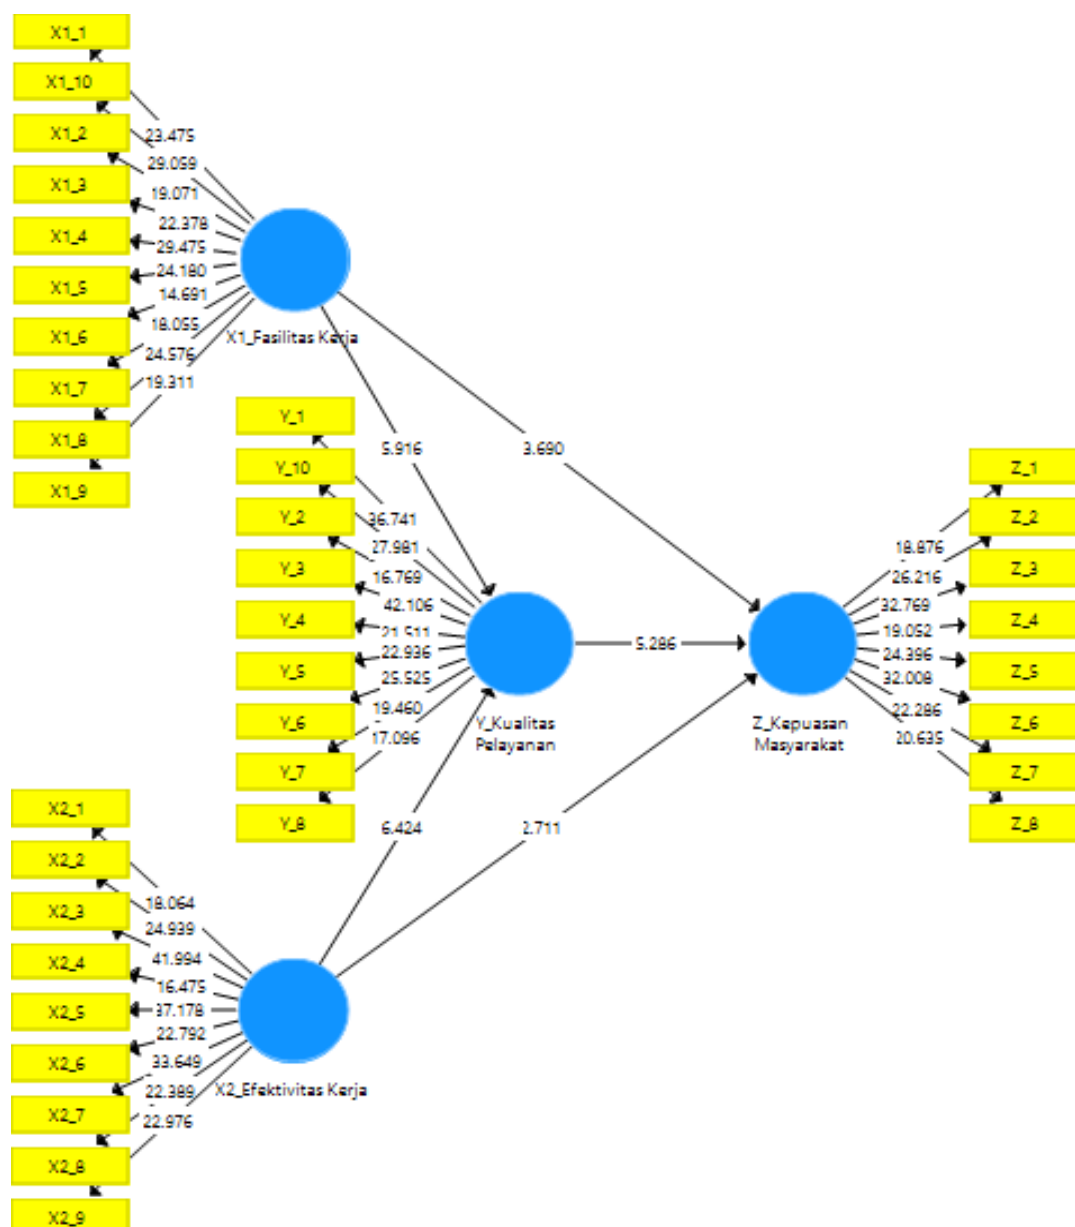 X1_1
X1_10
X1_2
X1_3
X1_4
X1_5
X1_6
X1_7
X1_8
X1_9
23.475
29.059
19.071
22.378
29.475
24.180
14.691
18.055
24.576
19.311
X1_Fasilitas Kerja
5.916
3.690
Y_1
Y_10
Y_2
Y_3
Y_4
Y_5
Y_6
Y_7
Y_8
36.741
27.981
16.769
42.106
21.511
22.936
25.525
19.460
17.096
Y_Kualitas
Pelayanan
5.286
Z_Kepuasan
Masyarakat
18.876
26.216
32.769
19.052
24.396
32.008
22.286
20.635
Z_1
Z_2
Z_3
Z_4
Z_5
Z_6
Z_7
Z_8
6.424
2.711
X2_1
X2_2
X2_3
X2_4
X2_5
X2_6
X2_7
X2_8
X2_9
18.064
24.939
41.994
16.475
37.178
22.792
33.649
22.389
22.976
X2_Efektivitas Kerja